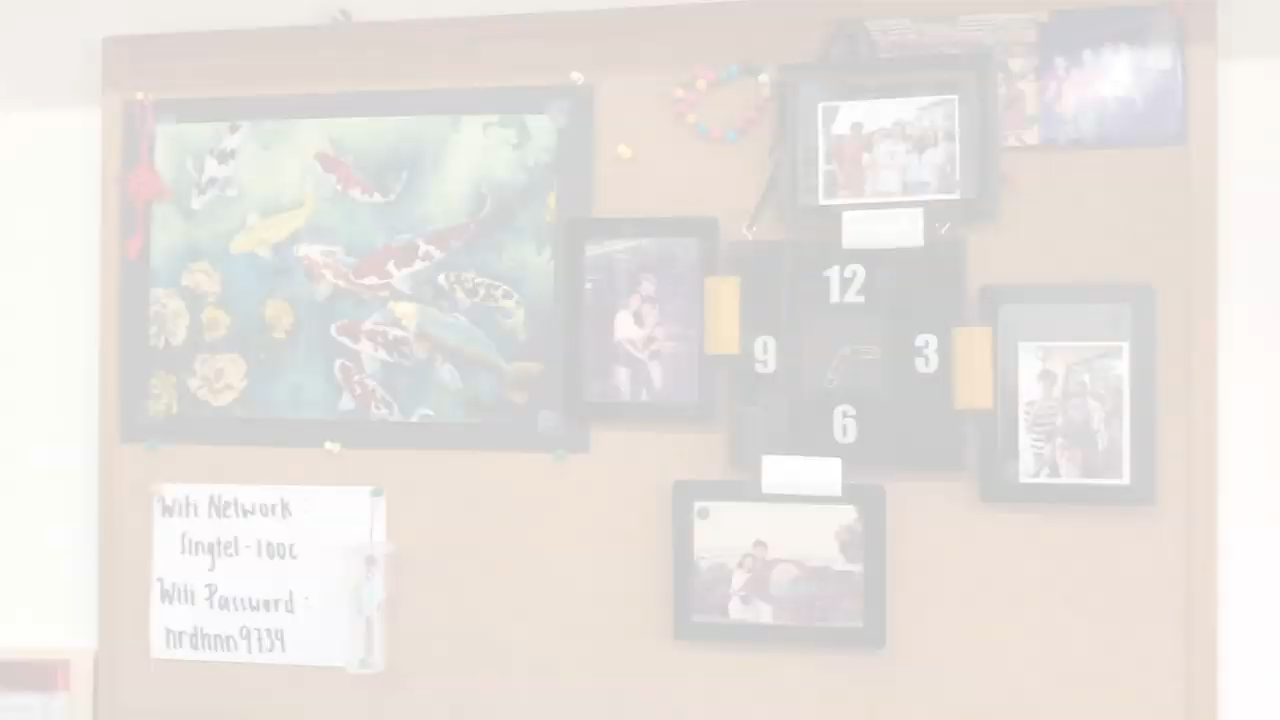 12
9
3
6
Wifi Network :
Singtel-100C
Wifi Password :
nrdhnn9734